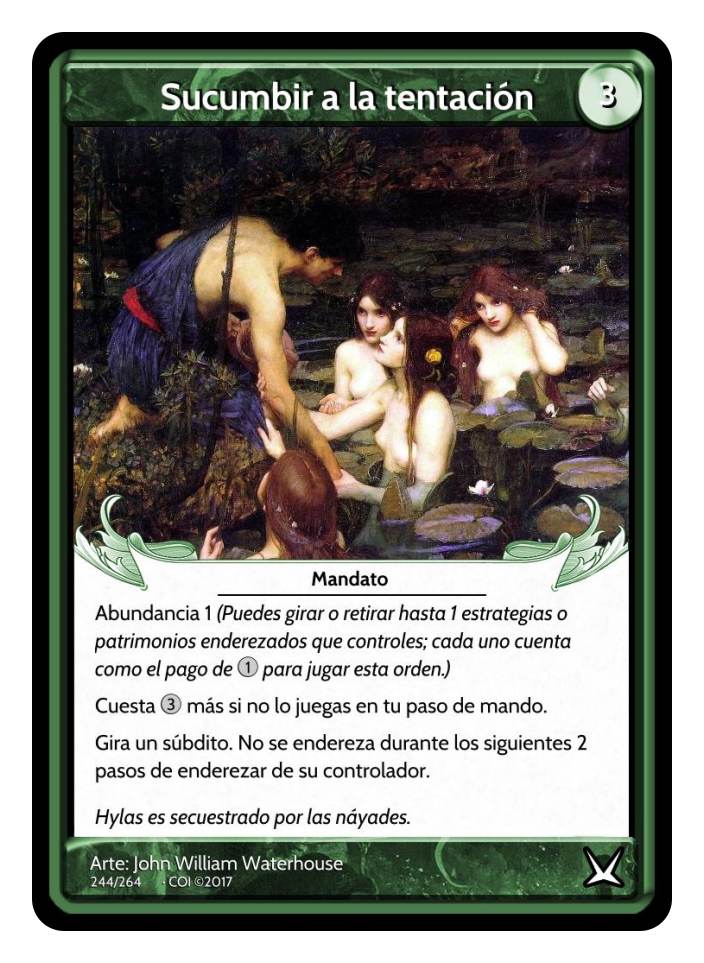 Sucumbir a la tentación
3
Mandato
Abundancia 1 (Puedes girar o retirar hasta 1 estrategias o
patrimonios enderezados que controles; cada uno cuenta
como el pago de 1 para jugar esta orden.)
Cuesta 3 más si no lo juegas en tu paso de mando.
Gira un súbdito. No se endereza durante los siguientes 2
pasos de enderezar de su controlador.
Hylas es secuestrado por las náyades.
Arte: John William Waterhouse
244/264 · COI ©2017